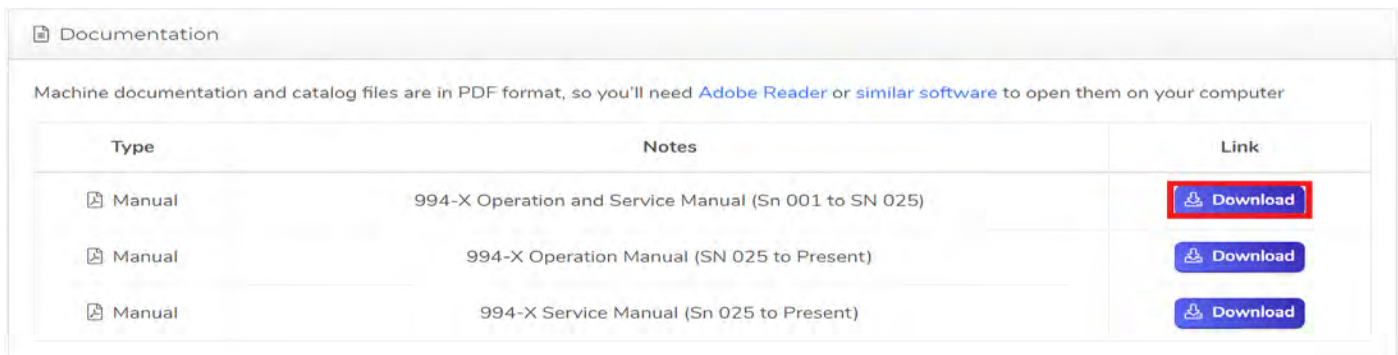 Documentation
Machine documentation and catalog files are in PDF format, so you'll need Adobe Reader or similar software to open them on your computer
Type Notes Link
Manual 994-X Operation and Service Manual (Sn 001 to SN 025) Download
Manual 994-X Operation Manual (SN 025 to Present) Download
Manual 994-X Service Manual (Sn 025 to Present) Download